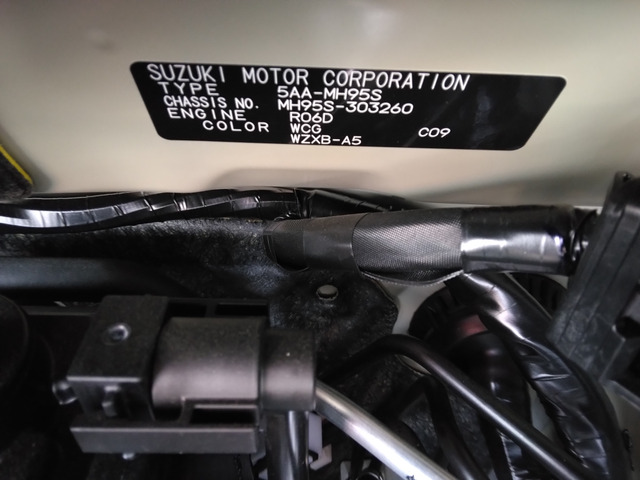 SUZUKI MOTOR CORPORATION
TYPE 5AA-MH95S
CHASSIS NO. MH95S-303260
ENGINE R06D
COLOR WCG C09
WZXB-A5